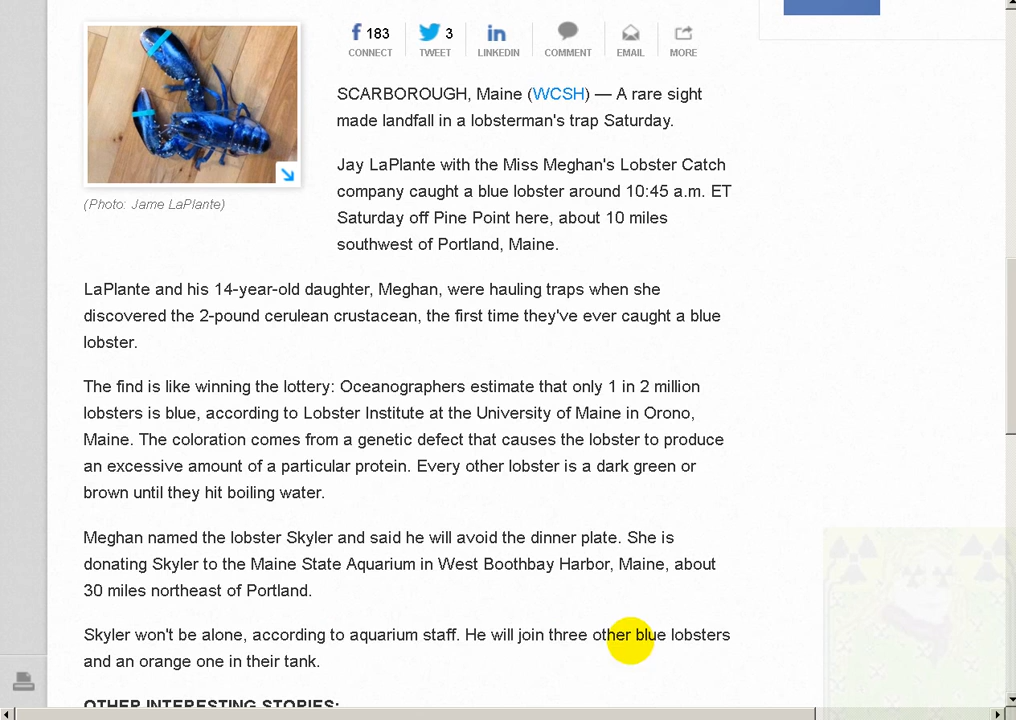 183
3
CONNECT
TWEET
LINKEDIN
COMMENT
EMAIL
MORE
(Photo: Jame LaPlante)
SCARBOROUGH, Maine (WCSH) — A rare sight
made landfall in a lobsterman's trap Saturday.
Jay LaPlante with the Miss Meghan's Lobster Catch
company caught a blue lobster around 10:45 a.m. ET
Saturday off Pine Point here, about 10 miles
southwest of Portland, Maine.
LaPlante and his 14-year-old daughter, Meghan, were hauling traps when she
discovered the 2-pound cerulean crustacean, the first time they've ever caught a blue
lobster.
The find is like winning the lottery: Oceanographers estimate that only 1 in 2 million
lobsters is blue, according to Lobster Institute at the University of Maine in Orono,
Maine. The coloration comes from a genetic defect that causes the lobster to produce
an excessive amount of a particular protein. Every other lobster is a dark green or
brown until they hit boiling water.
Meghan named the lobster Skyler and said he will avoid the dinner plate. She is
donating Skyler to the Maine State Aquarium in West Boothbay Harbor, Maine, about
30 miles northeast of Portland.
Skyler won't be alone, according to aquarium staff. He will join three other blue lobsters
and an orange one in their tank.
OTHER INTERESTING STORIES: